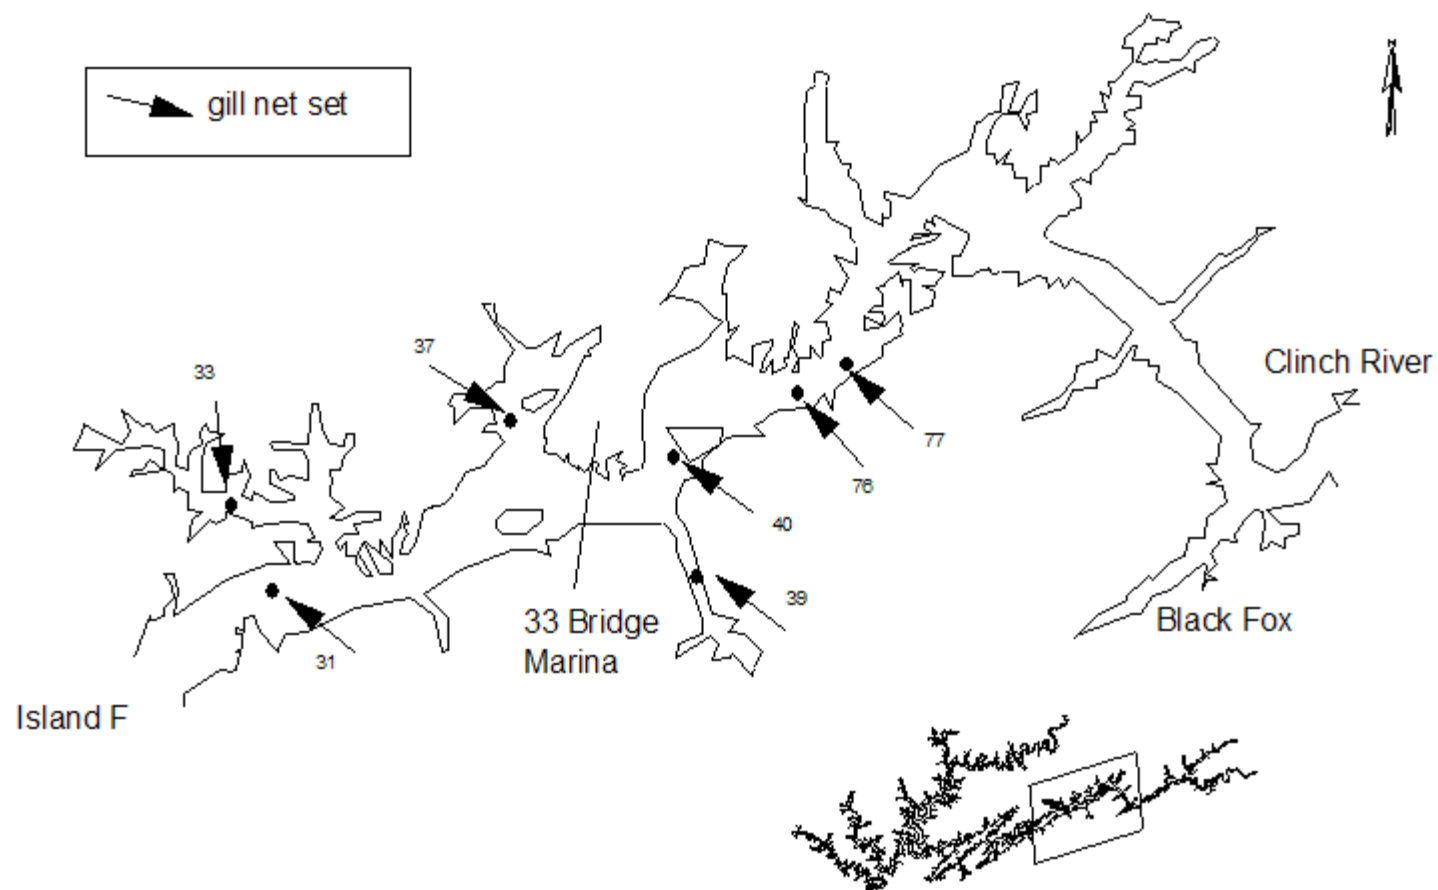 gill net set
N
37
33
Clinch River
77
76
40
39
33 Bridge
Marina
Black Fox
31
Island F